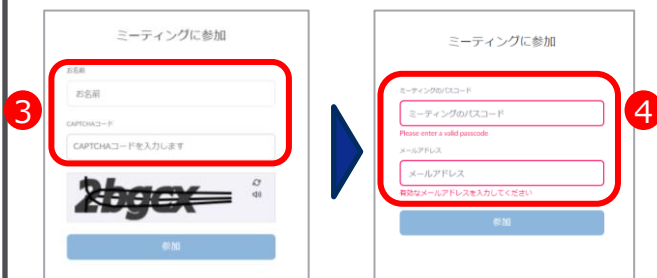 ミーティングに参加
お名前
お名前
CAPTCHAコード
CAPTCHAコードを入力します
2bgcx
参加
3
ミーティングに参加
ミーティングのパスコード
ミーティングのパスコード
Please enter a valid passcode
メールアドレス
メールアドレス
有効なメールアドレスを入力してください
参加
4